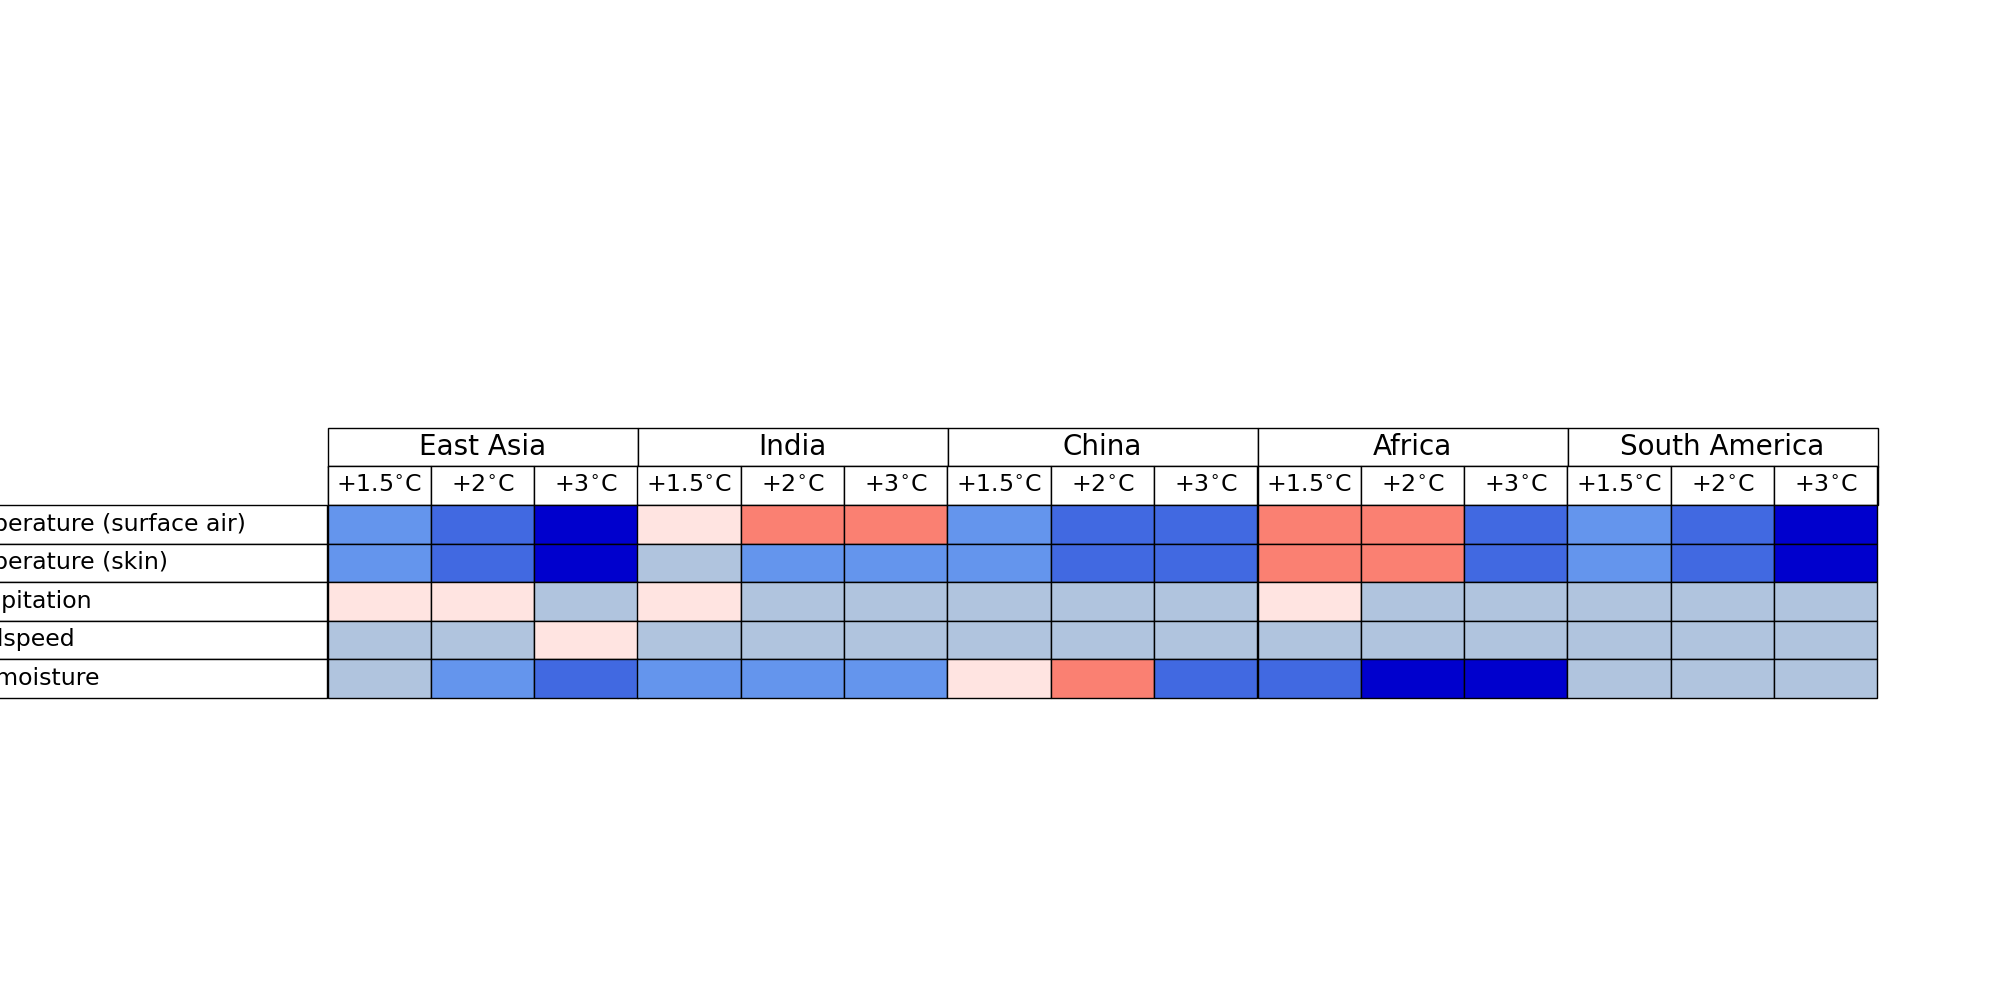 East Asia India China Africa South America
+1.5°C +2°C +3°C +1.5°C +2°C +3°C +1.5°C +2°C +3°C +1.5°C +2°C +3°C +1.5°C +2°C +3°C
perature (surface air)
perature (skin)
pitation
lspeed
moisture